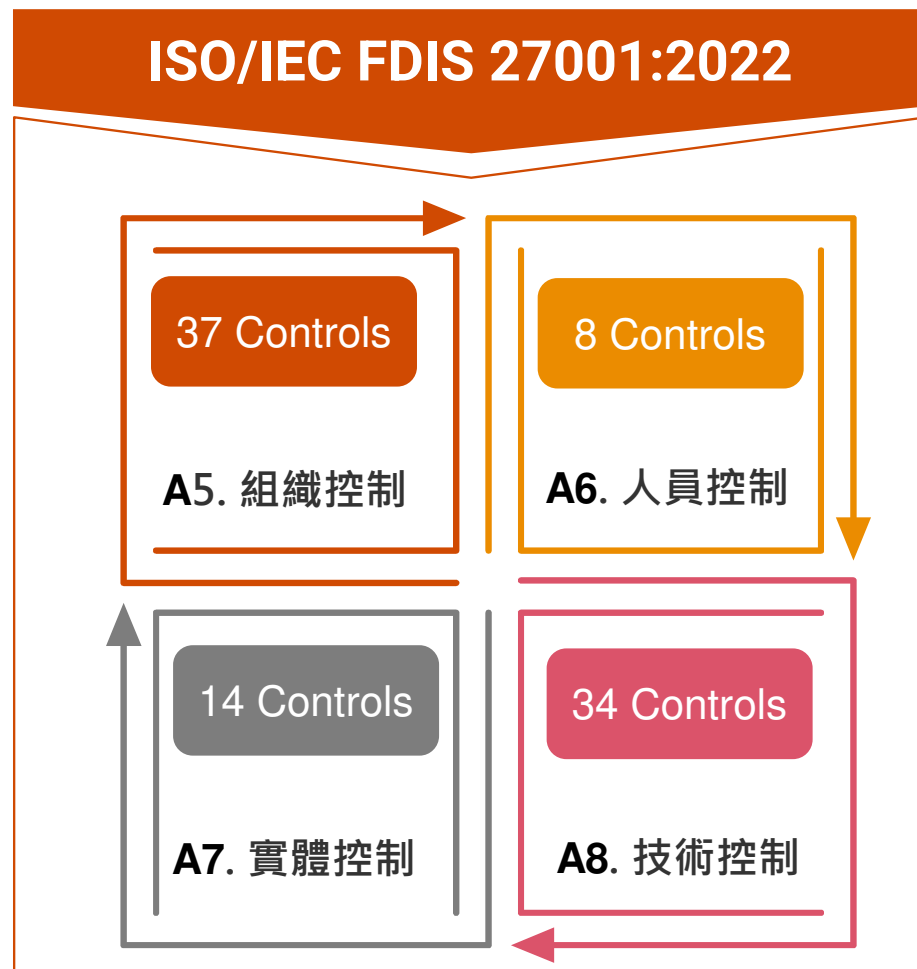 ISO/IEC FDIS 27001:2022
37 Controls
A5. 組織控制
8 Controls
A6. 人員控制
14 Controls
A7. 實體控制
34 Controls
A8. 技術控制